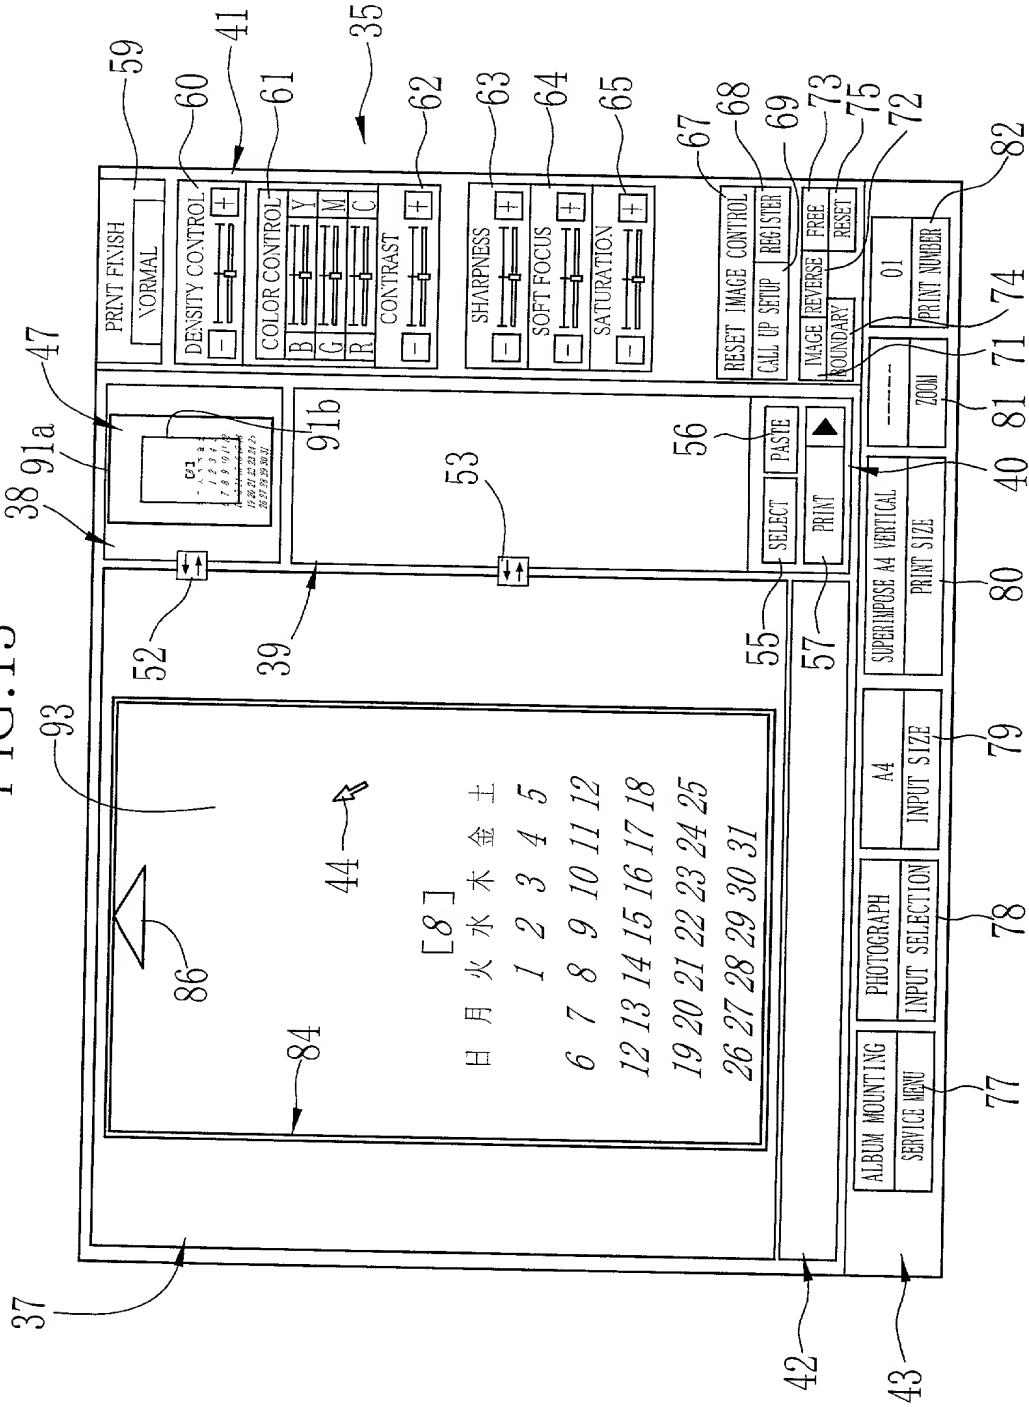 37
84
86
93
44
[8]
日 月 火 水 木 金 土
1 2 3 4 5
6 7 8 9 10 11 12
12 13 14 15 16 17 18
19 20 21 22 23 24 25
26 27 28 29 30 31
38
91a
47
91b
52
39
53
55
56
SELECT
PASTE
PRINT
57
40
PRINT FINISH
NORMAL
59
DENSITY CONTROL
- +
60
41
COLOR CONTROL
61
B Y
G M
R C
35
CONTRAST
- +
62
SHARPNESS
- +
63
SOFT FOCUS
- +
64
SATURATION
- +
65
RESET IMAGE CONTROL
67
CALL UP SETUP
REGISTER
68
69
IMAGE
REVERSE
FREE
73
BOUNDARY
RESET
75
72
74
71
42
43
ALBUM MOUNTING
SERVICE MENU
77
PHOTOGRAPH
INPUT SELECTION
78
A4
INPUT SIZE
79
SUPERIMPOSE A4 VERTICAL
PRINT SIZE
80
-----
ZOOM
81
01
PRINT NUMBER
82